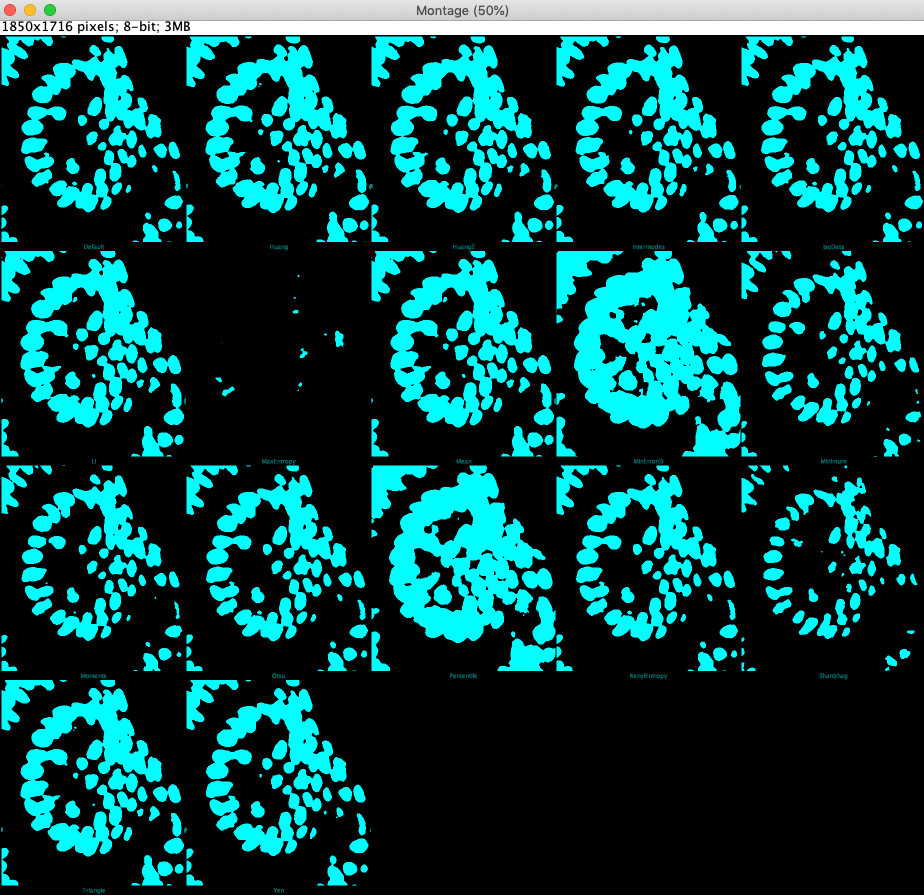 Montage (50%)
1850x1716 pixels; 8-bit; 3MB
Default
Huang
Huang2
Intermodes
IsoData
Li
MaxEntropy
Mean
MinError(I)
Minimum
Moments
Otsu
Percentile
RenyiEntropy
Shanbhag
Triangle
Yen